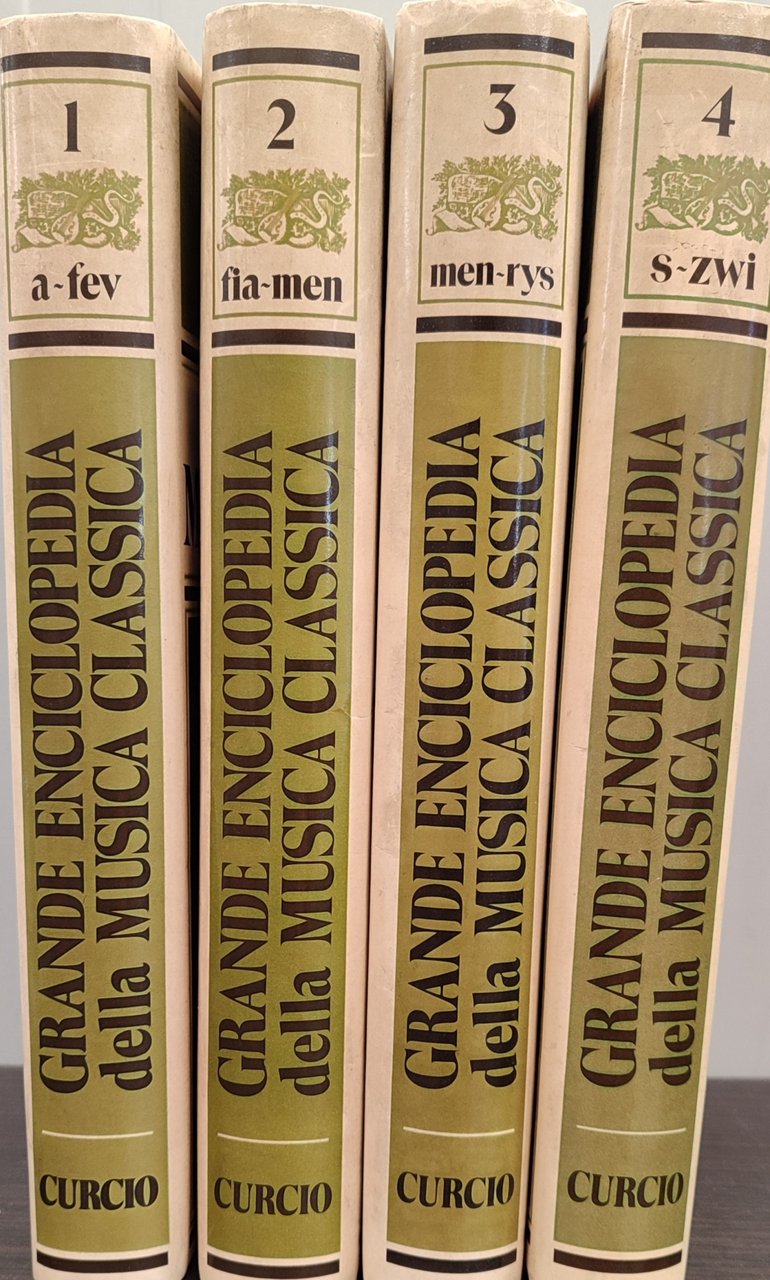 1
a~fev
GRANDE ENCICLOPEDIA
della MUSICA CLASSICA
CURCIO
2
fia~men
GRANDE ENCICLOPEDIA
della MUSICA CLASSICA
CURCIO
3
men~rys
GRANDE ENCICLOPEDIA
della MUSICA CLASSICA
CURCIO
4
s~zwi
GRANDE ENCICLOPEDIA
della MUSICA CLASSICA
CURCIO